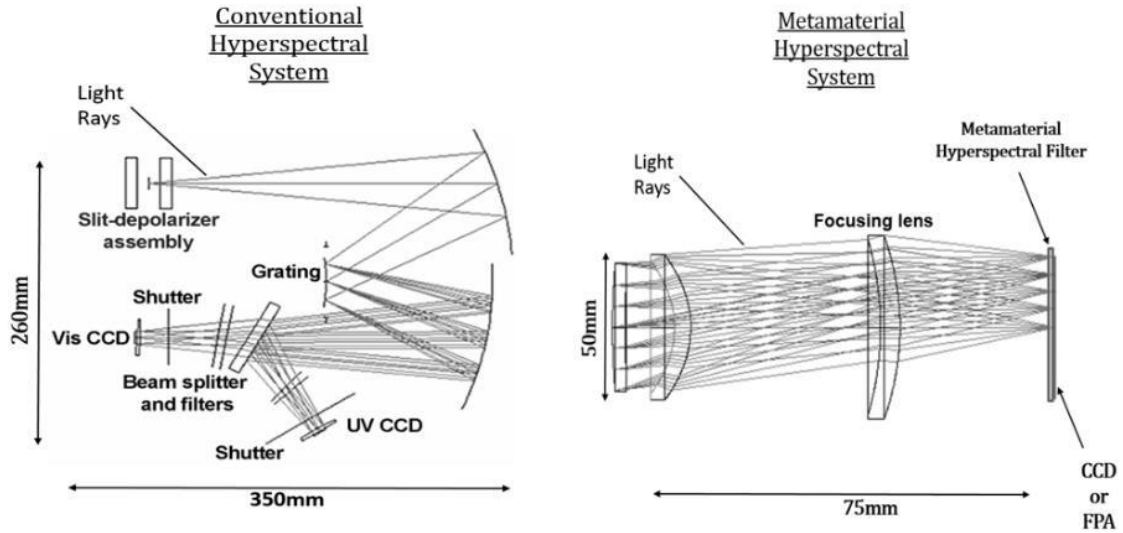 Conventional
Hyperspectral
System
Light
Rays
Slit-depolarizer
assembly
Grating
Shutter
Vis CCD
Beam splitter
and filters
UV CCD
Shutter
260mm
350mm
Metamaterial
Hyperspectral
System
Metamaterial
Hyperspectral Filter
Light
Rays
Focusing lens
50mm
75mm
CCD
or
FPA